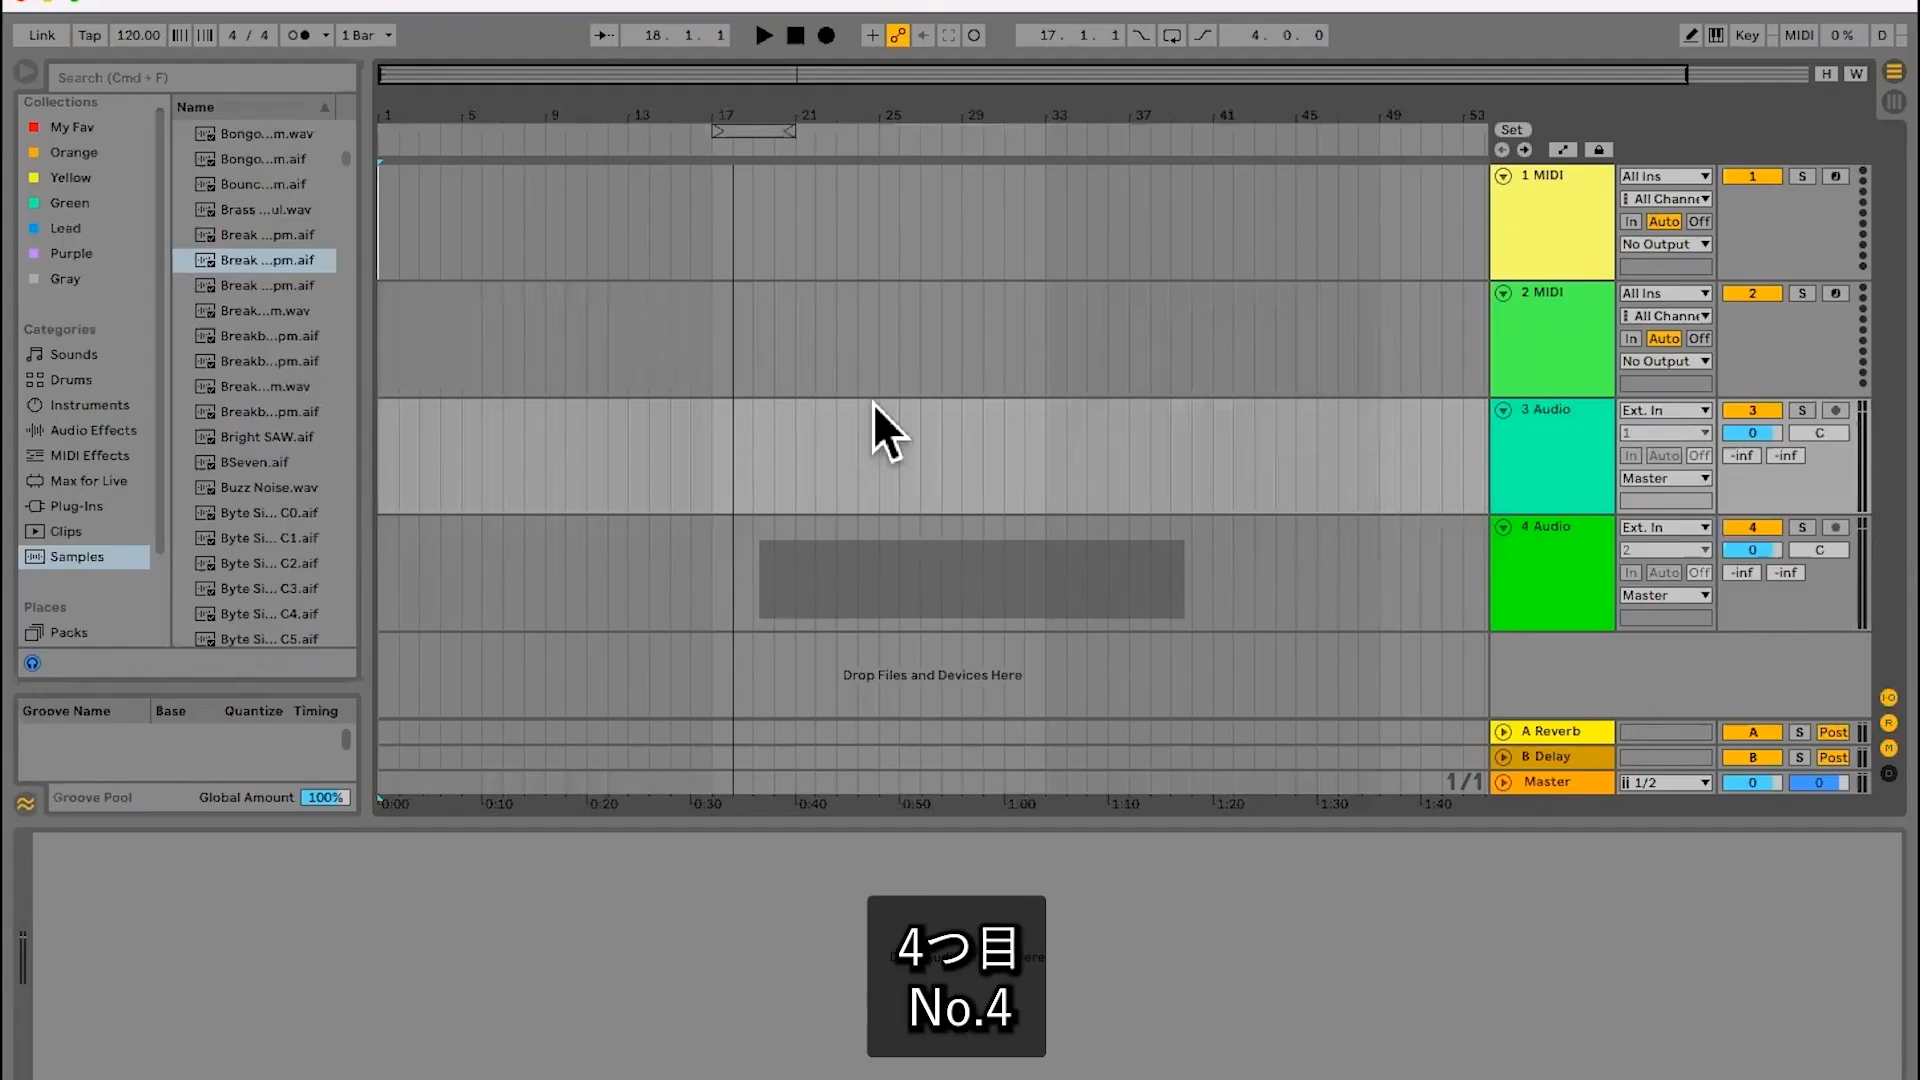 Link Tap 120.00 4 / 4 1 Bar 18. 1. 1 17. 1. 1 4. 0. 0 Key MIDI 0 % D
Search (Cmd + F)
H W
Collections
My Fav
Orange
Yellow
Green
Lead
Purple
Gray
Categories
Sounds
Drums
Instruments
Audio Effects
MIDI Effects
Max for Live
Plug-Ins
Clips
Samples
Places
Packs
Name
Bongo...m.wav
Bongo...m.aif
Bounc...m.aif
Brass ...ul.wav
Break ...pm.aif
Break ...pm.aif
Break ...pm.aif
Break...m.wav
Breakb...pm.aif
Breakb...pm.aif
Break...m.wav
Breakb...pm.aif
Bright SAW.aif
BSeven.aif
Buzz Noise.wav
Byte Si... C0.aif
Byte Si... C1.aif
Byte Si... C2.aif
Byte Si... C3.aif
Byte Si... C4.aif
Byte Si... C5.aif
Groove Name Base Quantize Timing
Groove Pool Global Amount 100%
1 5 9 13 17 21 25 29 33 37 41 45 49 53
Set
1 MIDI All Ins 1 S
All Channe
In Auto Off
No Output
2 MIDI All Ins 2 S
All Channe
In Auto Off
No Output
3 Audio Ext. In 3 S
1 0 C
In Auto Off -inf -inf
Master
4 Audio Ext. In 4 S
2 0 C
In Auto Off -inf -inf
Master
Drop Files and Devices Here
A Reverb A S Post
B Delay B S Post
1/1 Master 1/2 0 0
0:00 0:10 0:20 0:30 0:40 0:50 1:00 1:10 1:20 1:30 1:40
I·O
R
M
D
4つ目
No.4